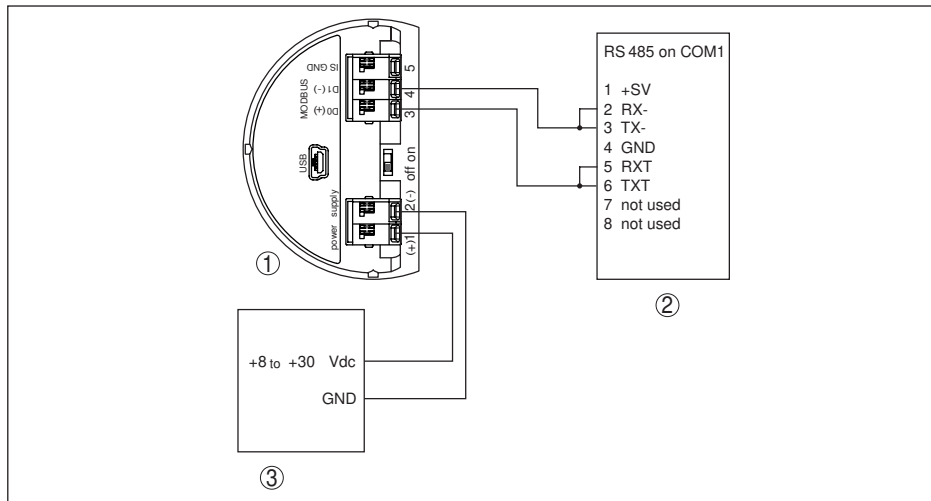 IS GND
MODBUS
D1(-)
D0(+)
USB
power supply
5
4
3
off on
2(-)
(+)1
1
RS 485 on COM1
1 +SV
2 RX-
3 TX-
4 GND
5 RXT
6 TXT
7 not used
8 not used
2
+8 to +30 Vdc
GND
3